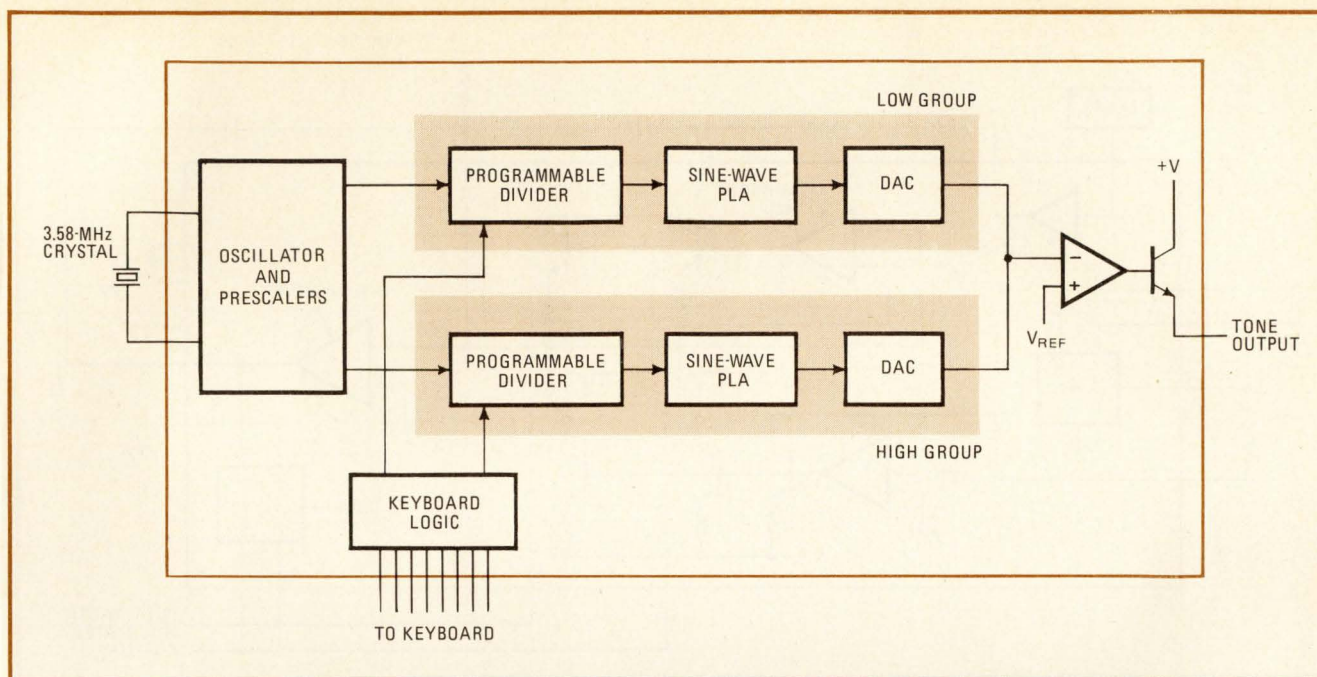 LOW GROUP
PROGRAMMABLE
DIVIDER
SINE-WAVE
PLA
DAC
+V
3.58-MHz
CRYSTAL
OSCILLATOR
AND
PRESCALERS
−
+
VREF
TONE
OUTPUT
PROGRAMMABLE
DIVIDER
SINE-WAVE
PLA
DAC
HIGH GROUP
KEYBOARD
LOGIC
TO KEYBOARD